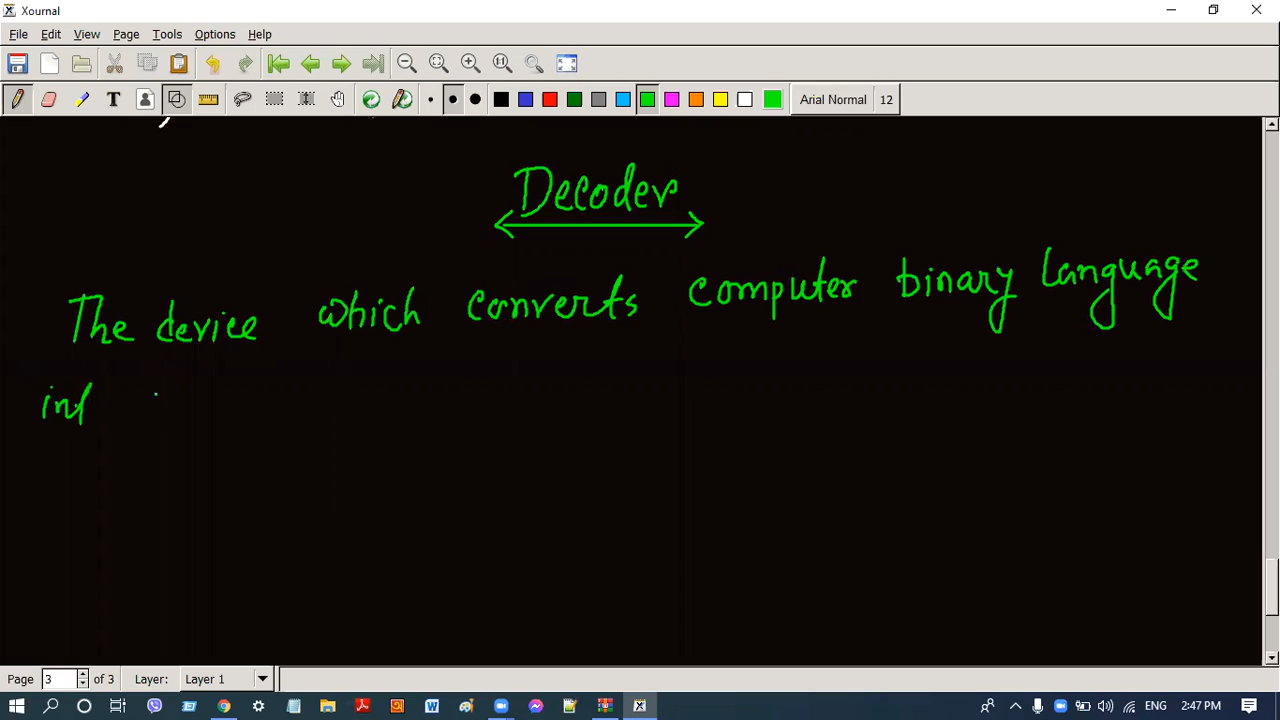 Xournal
File Edit View Page Tools Options Help
Arial Normal 12
Decoder
The device which converts computer binary language
Page 3 of 3 Layer: Layer 1
ENG 2:47 PM